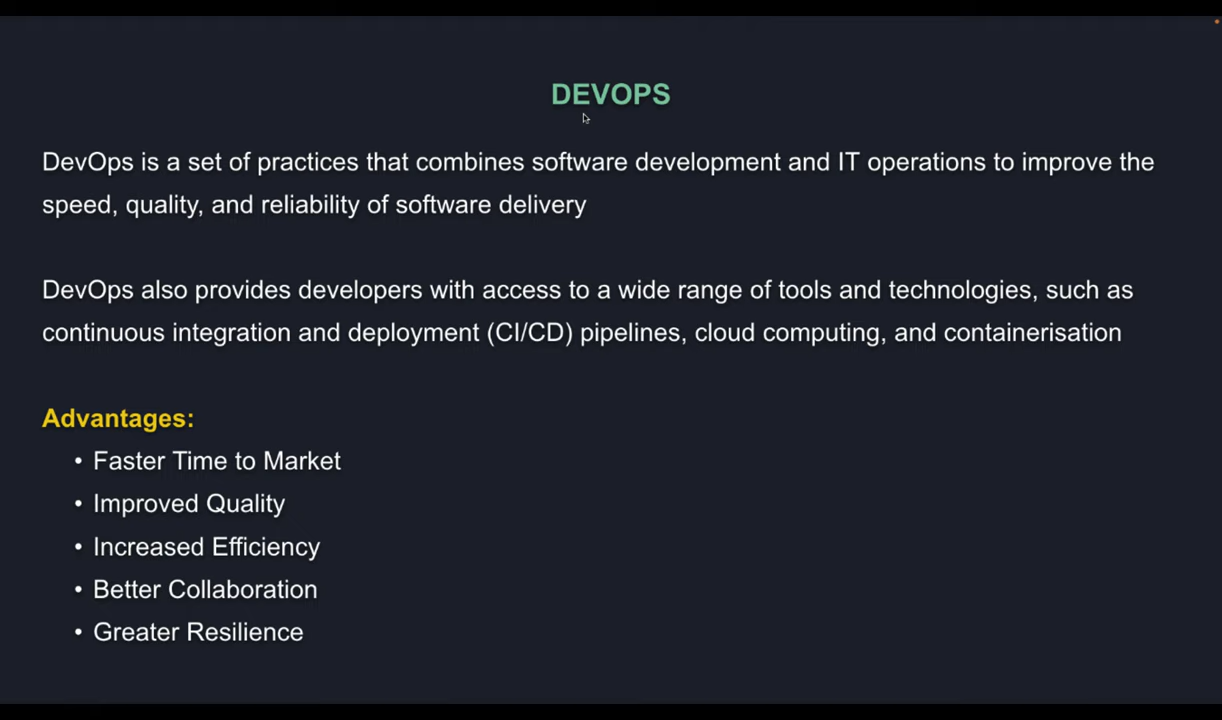 DEVOPS
DevOps is a set of practices that combines software development and IT operations to improve the
speed, quality, and reliability of software delivery
DevOps also provides developers with access to a wide range of tools and technologies, such as
continuous integration and deployment (CI/CD) pipelines, cloud computing, and containerisation
Advantages:
• Faster Time to Market
• Improved Quality
• Increased Efficiency
• Better Collaboration
• Greater Resilience